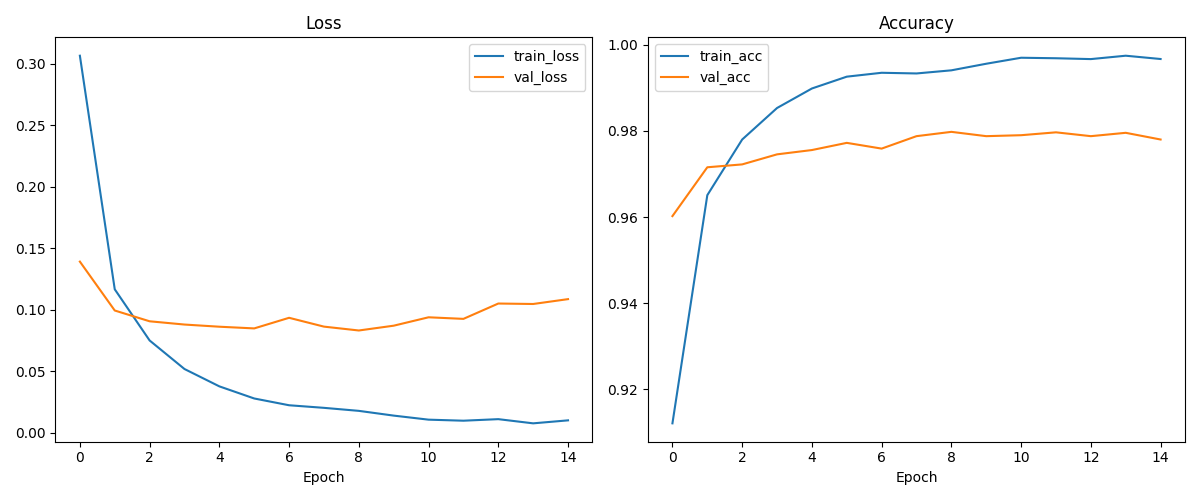 Loss
train_loss
val_loss
0.30
0.25
0.20
0.15
0.10
0.05
0.00
0 2 4 6 8 10 12 14
Epoch
Accuracy
train_acc
val_acc
1.00
0.98
0.96
0.94
0.92
0 2 4 6 8 10 12 14
Epoch